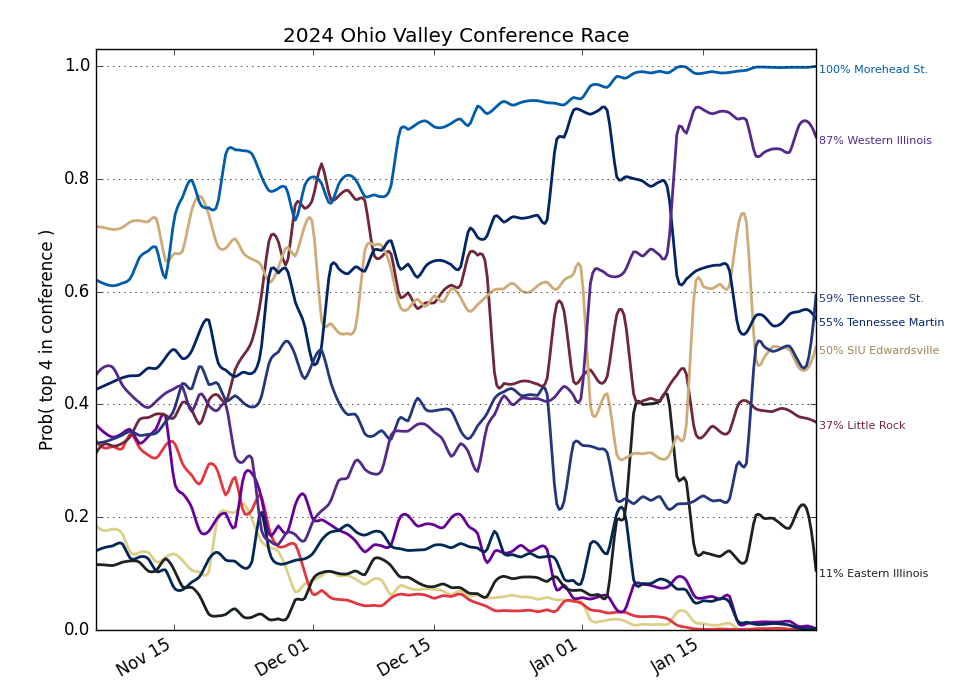 2024 Ohio Valley Conference Race
Prob( top 4 in conference )
1.0
0.8
0.6
0.4
0.2
0.0
Nov 15
Dec 01
Dec 15
Jan 01
Jan 15
100% Morehead St.
87% Western Illinois
59% Tennessee St.
55% Tennessee Martin
50% SIU Edwardsville
37% Little Rock
11% Eastern Illinois